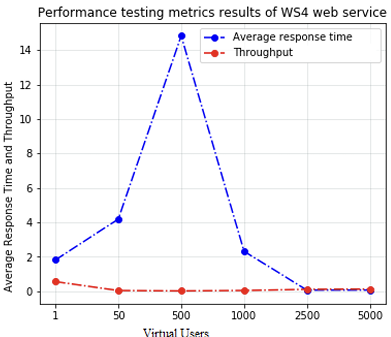 Performance testing metrics results of WS4 web service
Average response time
Throughput
Average Response Time and Throughput
14
12
10
8
6
4
2
0
1 50 500 1000 2500 5000
Virtual Users